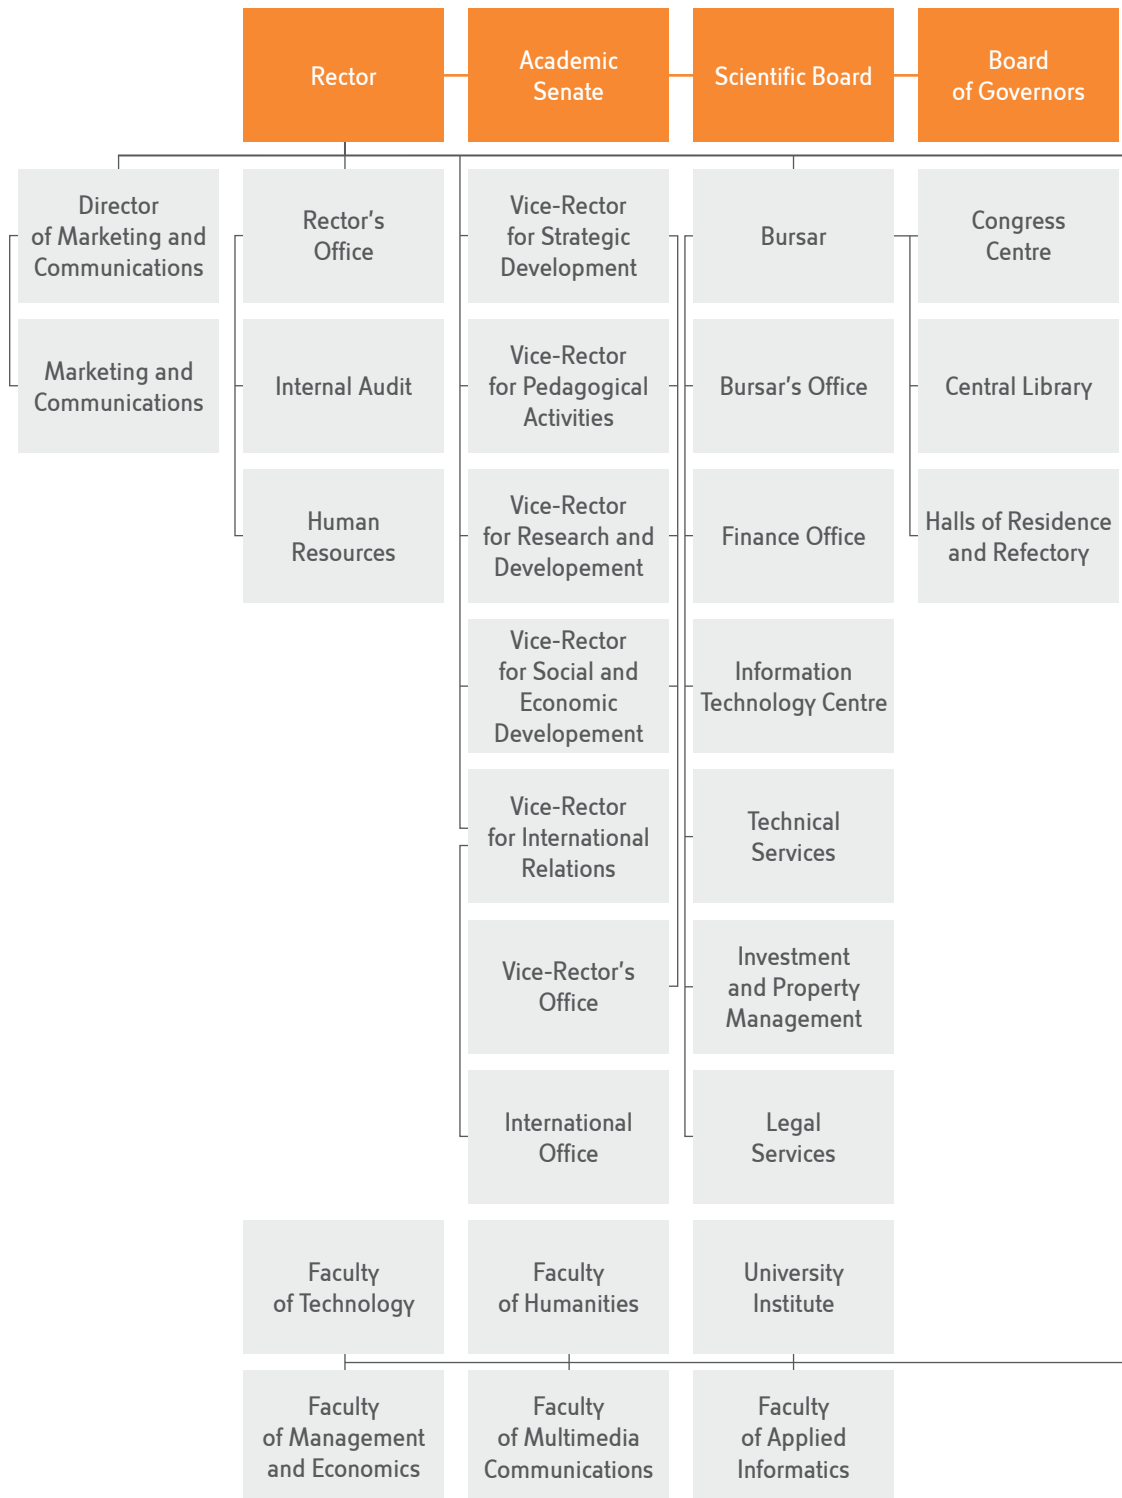 Rector
Academic
Senate
Scientific Board
Board
of Governors
Director
of Marketing and
Communications
Rector's
Office
Vice-Rector
for Strategic
Development
Bursar
Congress
Centre
Marketing and
Communications
Internal Audit
Vice-Rector
for Pedagogical
Activities
Bursar's Office
Central Library
Human
Resources
Vice-Rector
for Research and
Developement
Finance Office
Halls of Residence
and Refectory
Vice-Rector
for Social and
Economic
Developement
Information
Technology Centre
Vice-Rector
for International
Relations
Technical
Services
Vice-Rector's
Office
Investment
and Property
Management
International
Office
Legal
Services
Faculty
of Technology
Faculty
of Humanities
University
Institute
Faculty
of Management
and Economics
Faculty
of Multimedia
Communications
Faculty
of Applied
Informatics